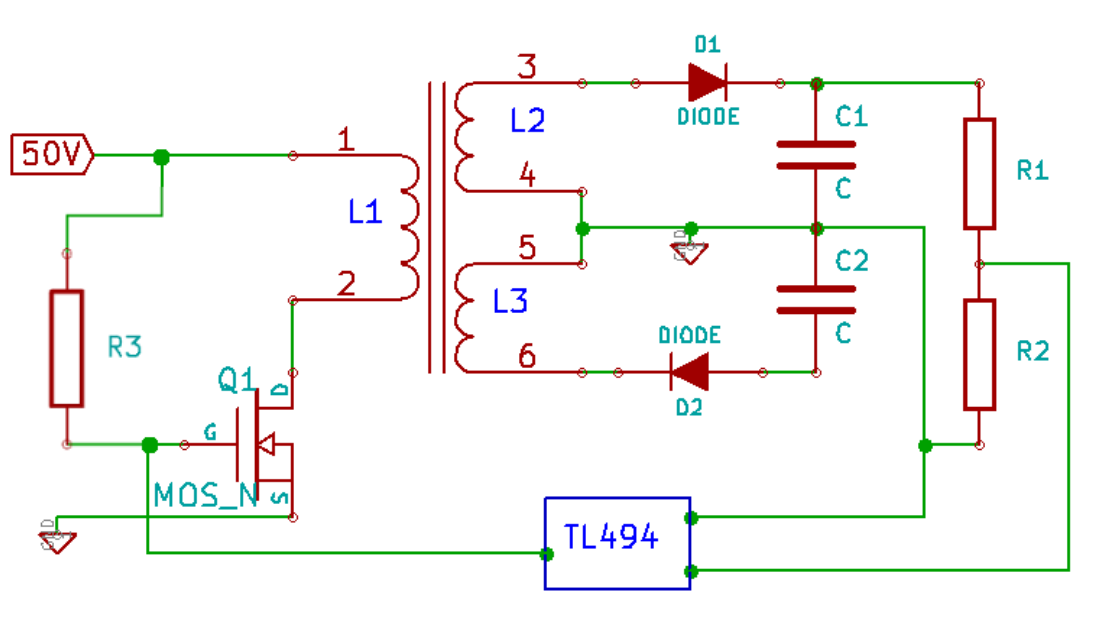 D1
3
DIODE
L2
C1
50V
1
4
C
R1
L1
GND
5
C2
2
L3
DIODE
C
R3
6
R2
Q1
D
D2
G
MOS_N
S
GND
TL494